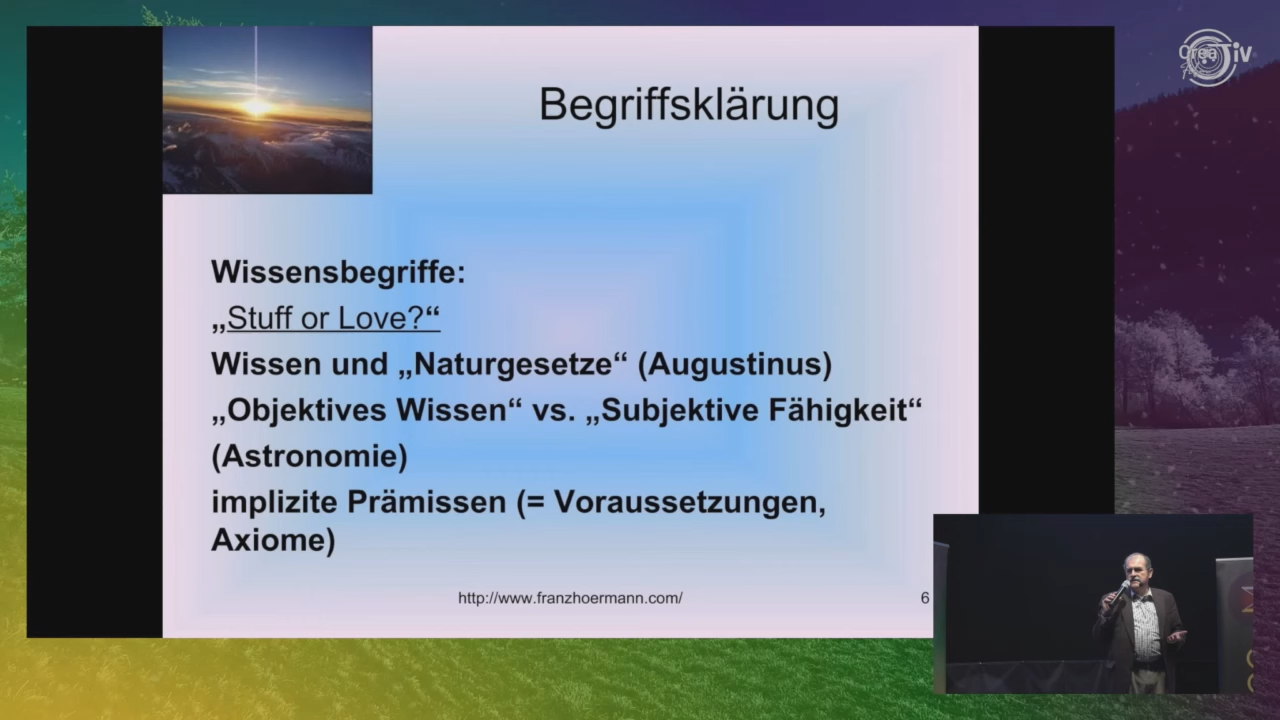 Begriffsklärung
Wissensbegriffe:
„Stuff or Love?“
Wissen und „Naturgesetze“ (Augustinus)
„Objektives Wissen“ vs. „Subjektive Fähigkeit“
(Astronomie)
implizite Prämissen (= Voraussetzungen,
Axiome)
http://www.franzhoermann.com/
6